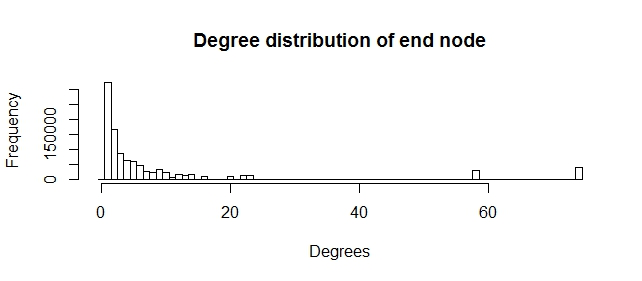 Degree distribution of end node
Frequency
150000
0
0 20 40 60
Degrees